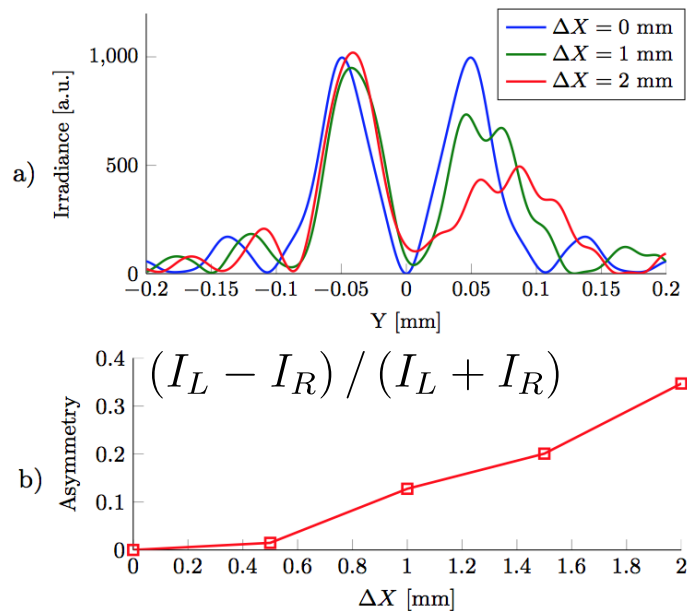 ΔX = 0 mm
ΔX = 1 mm
ΔX = 2 mm
1,000
500
0
Irradiance [a.u.]
a)
−0.2 −0.15 −0.1 −0.05 0 0.05 0.1 0.15 0.2
Y [mm]
(I_L − I_R) / (I_L + I_R)
0.4
0.3
0.2
0.1
0
Asymmetry
b)
0 0.2 0.4 0.6 0.8 1.0 1.2 1.4 1.6 1.8 2
ΔX [mm]